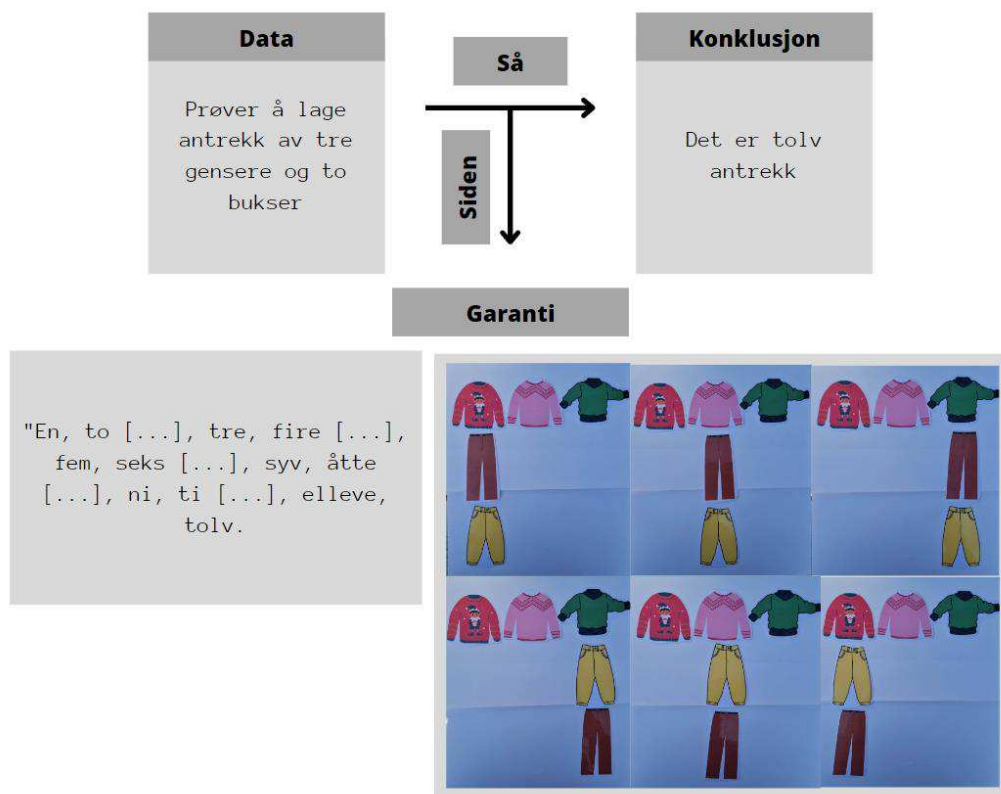 Data
Prøver å lage
antrekk av tre
gensere og to
bukser
Så
Siden
Konklusjon
Det er tolv
antrekk
Garanti
"En, to [...], tre, fire [...],
fem, seks [...], syv, åtte
[...], ni, ti [...], elleve,
tolv.